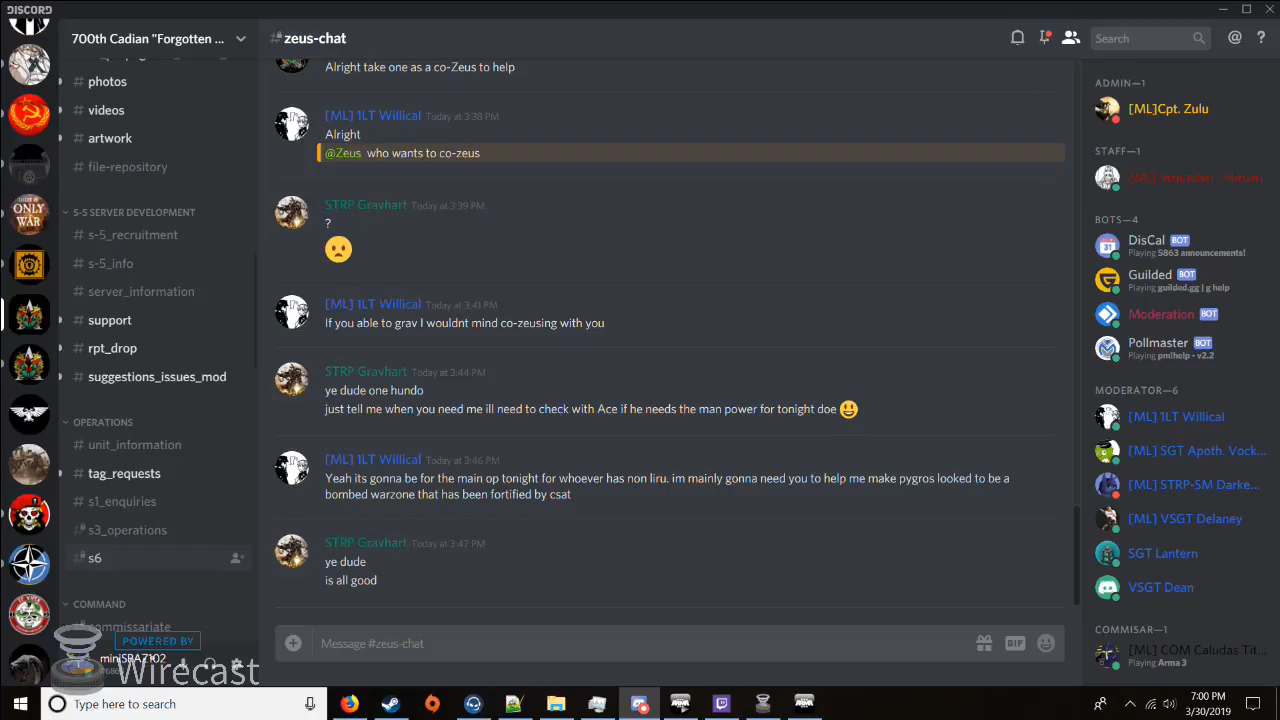 DISCORD
700th Cadian "Forgotten ...
# photos
# videos
# artwork
# file-repository
S-5 SERVER DEVELOPMENT
# s-5_recruitment
# s-5_info
# server_information
# support
# rpt_drop
# suggestions_issues_mod
OPERATIONS
# unit_information
# tag_requests
# s1_enquiries
# s3_operations
# s6
COMMAND
POWERED BY
miniSRAZ102
Wirecast
THERE IS
ONLY
WAR
#zeus-chat
Search
Alright take one as a co-Zeus to help
[ML] 1LT Willical Today at 3:38 PM
Alright
@Zeus who wants to co-zeus
STRP Gravhart Today at 3:39 PM
?
[ML] 1LT Willical Today at 3:41 PM
If you able to grav I wouldnt mind co-zeusing with you
STRP Gravhart Today at 3:44 PM
ye dude one hundo
just tell me when you need me ill need to check with Ace if he needs the man power for tonight doe
[ML] 1LT Willical Today at 3:46 PM
Yeah its gonna be for the main op tonight for whoever has non liru. im mainly gonna need you to help me make pygros looked to be a
bombed warzone that has been fortified by csat
STRP Gravhart Today at 3:47 PM
ye dude
is all good
Message #zeus-chat
GIF
ADMIN—1
[ML]Cpt. Zulu
STAFF—1
BOTS—4
DisCal BOT
Playing 5863 announcements!
Guilded BOT
Playing guilded.gg | g help
Moderation BOT
Pollmaster BOT
Playing pm!help - v2.2
MODERATOR—6
[ML] 1LT Willical
[ML] SGT Apoth. Vock...
[ML] STRP-SM Darke...
[ML] VSGT Delaney
SGT Lantern
VSGT Dean
COMMISAR—1
[ML] COM Caludas Tit...
Playing Arma 3
Type here to search
7:00 PM
3/30/2019